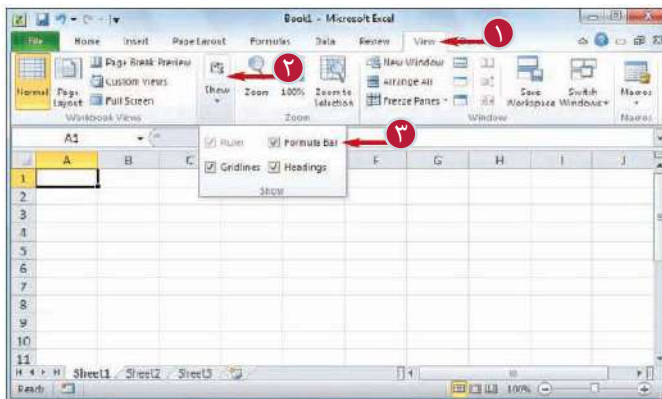 Book1 - Microsoft Excel
File Home Insert Page Layout Formulas Data Review View
١
Normal Page Layout Page Break Preview Custom Views Full Screen Workbook Views
Show
٢
Zoom 100% Zoom to Selection Zoom
New Window Arrange All Freeze Panes Save Workspace Switch Windows Window
Macros Macros
A1
Ruler Formula Bar
٣
Gridlines Headings
Show
A B C F G H I J
1
2
3
4
5
6
7
8
9
10
11
Sheet1 Sheet2 Sheet3
Ready 100%